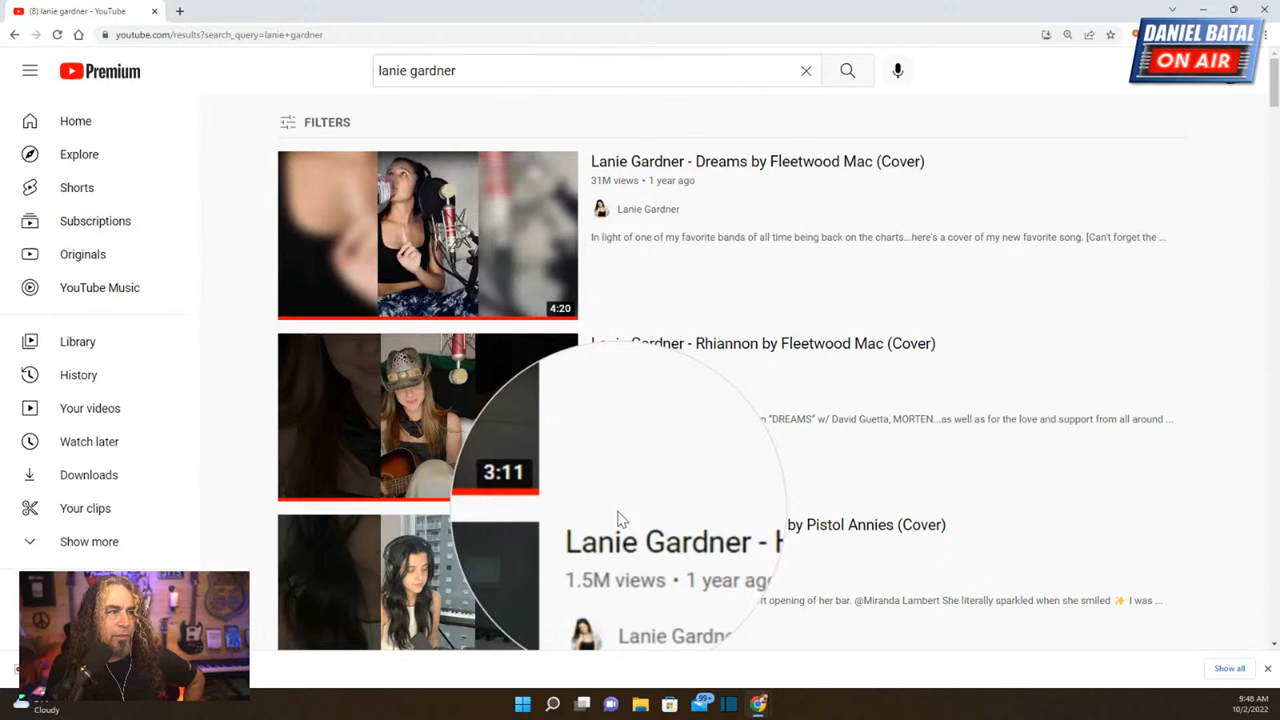 (8) lanie gardner - YouTube
youtube.com/results?search_query=lanie+gardner
DANIEL BATAL
ON AIR
Premium
lanie gardner
Home
Explore
Shorts
Subscriptions
Originals
YouTube Music
Library
History
Your videos
Watch later
Downloads
Your clips
Show more
FILTERS
4:20
Lanie Gardner - Dreams by Fleetwood Mac (Cover)
31M views • 1 year ago
Lanie Gardner
In light of one of my favorite bands of all time being back on the charts...here's a cover of my new favorite song. [Can't forget the ...
Gardner - Rhiannon by Fleetwood Mac (Cover)
"DREAMS" w/ David Guetta, MORTEN...as well as for the love and support from all around ...
3:11
by Pistol Annies (Cover)
Lanie Gardner -
1.5M views • 1 year ago
opening of her bar. @Miranda Lambert She literally sparkled when she smiled ✨ I was ...
Lanie Gardne
Show all
99+
Cloudy
9:48 AM
10/2/2022